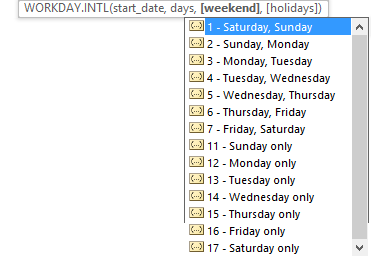 WORKDAY.INTL(start_date, days, [weekend], [holidays])
1 - Saturday, Sunday
2 - Sunday, Monday
3 - Monday, Tuesday
4 - Tuesday, Wednesday
5 - Wednesday, Thursday
6 - Thursday, Friday
7 - Friday, Saturday
11 - Sunday only
12 - Monday only
13 - Tuesday only
14 - Wednesday only
15 - Thursday only
16 - Friday only
17 - Saturday only